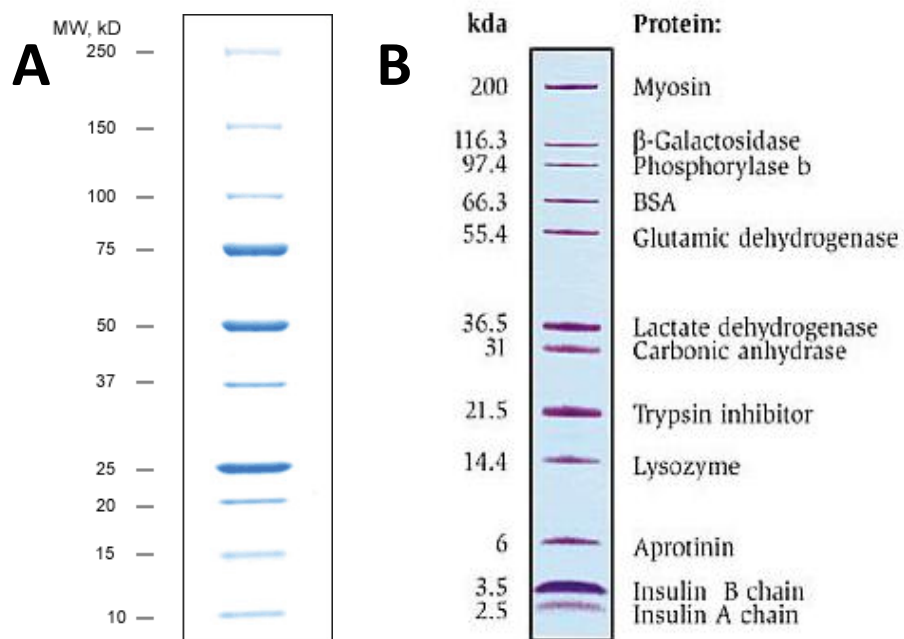 A
MW, kD
250
150
100
75
50
37
25
20
15
10
B
kda Protein:
200 Myosin
116.3 β-Galactosidase
97.4 Phosphorylase b
66.3 BSA
55.4 Glutamic dehydrogenase
36.5 Lactate dehydrogenase
31 Carbonic anhydrase
21.5 Trypsin inhibitor
14.4 Lysozyme
6 Aprotinin
3.5 Insulin B chain
2.5 Insulin A chain